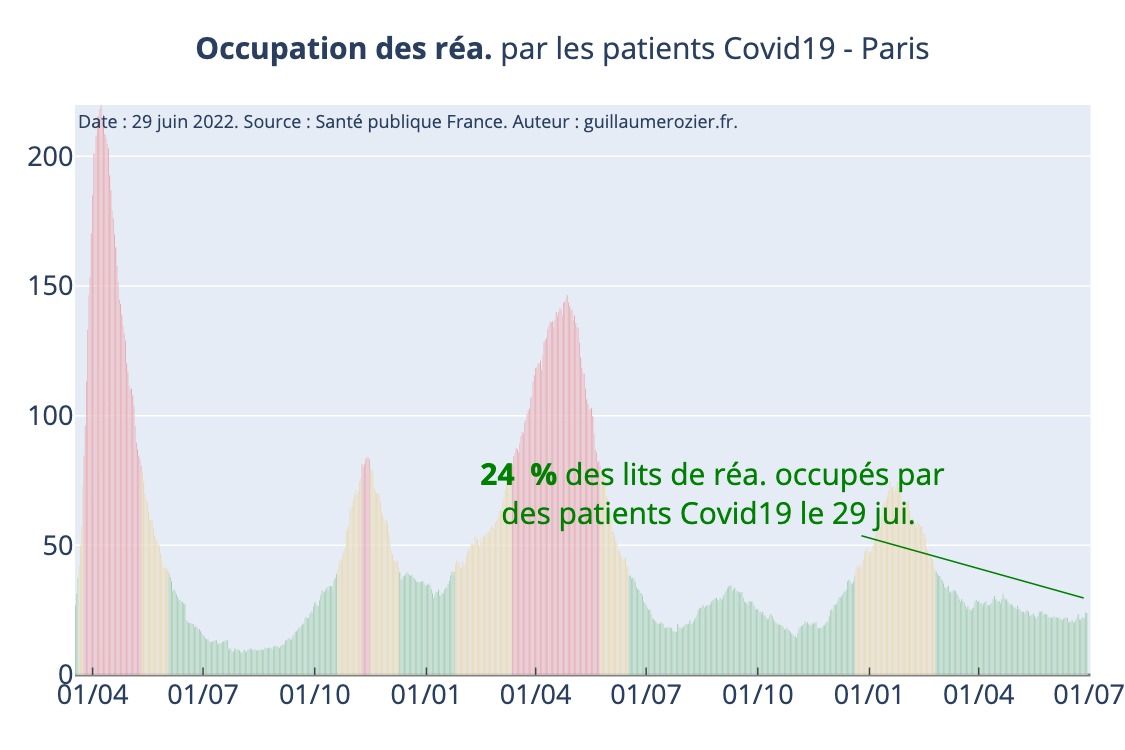 Occupation des réa. par les patients Covid19 - Paris
Date : 29 juin 2022. Source : Santé publique France. Auteur : guillaumerozier.fr.
200
150
100
24 % des lits de réa. occupés par
des patients Covid19 le 29 jui.
50
0
01/04 01/07 01/10 01/01 01/04 01/07 01/10 01/01 01/04 01/07